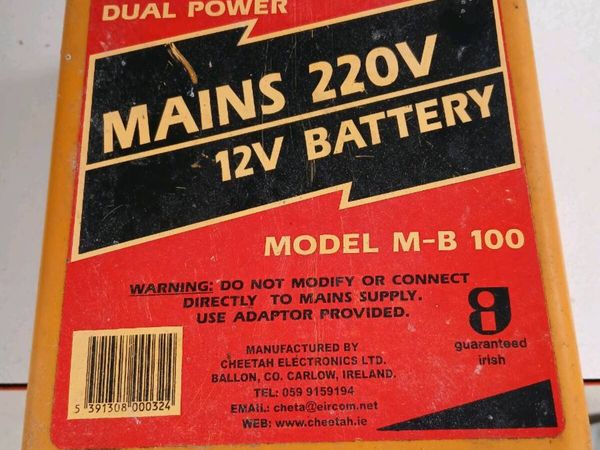 DUAL POWER
MAINS 220V
12V BATTERY
MODEL M-B 100
WARNING: DO NOT MODIFY OR CONNECT
DIRECTLY TO MAINS SUPPLY.
USE ADAPTOR PROVIDED.
guaranteed
irish
MANUFACTURED BY
CHEETAH ELECTRONICS LTD.
BALLON, CO. CARLOW, IRELAND.
TEL: 059 9159194
EMAIL: cheta@eircom.net
WEB: www.cheetah.ie
5 391308 000324